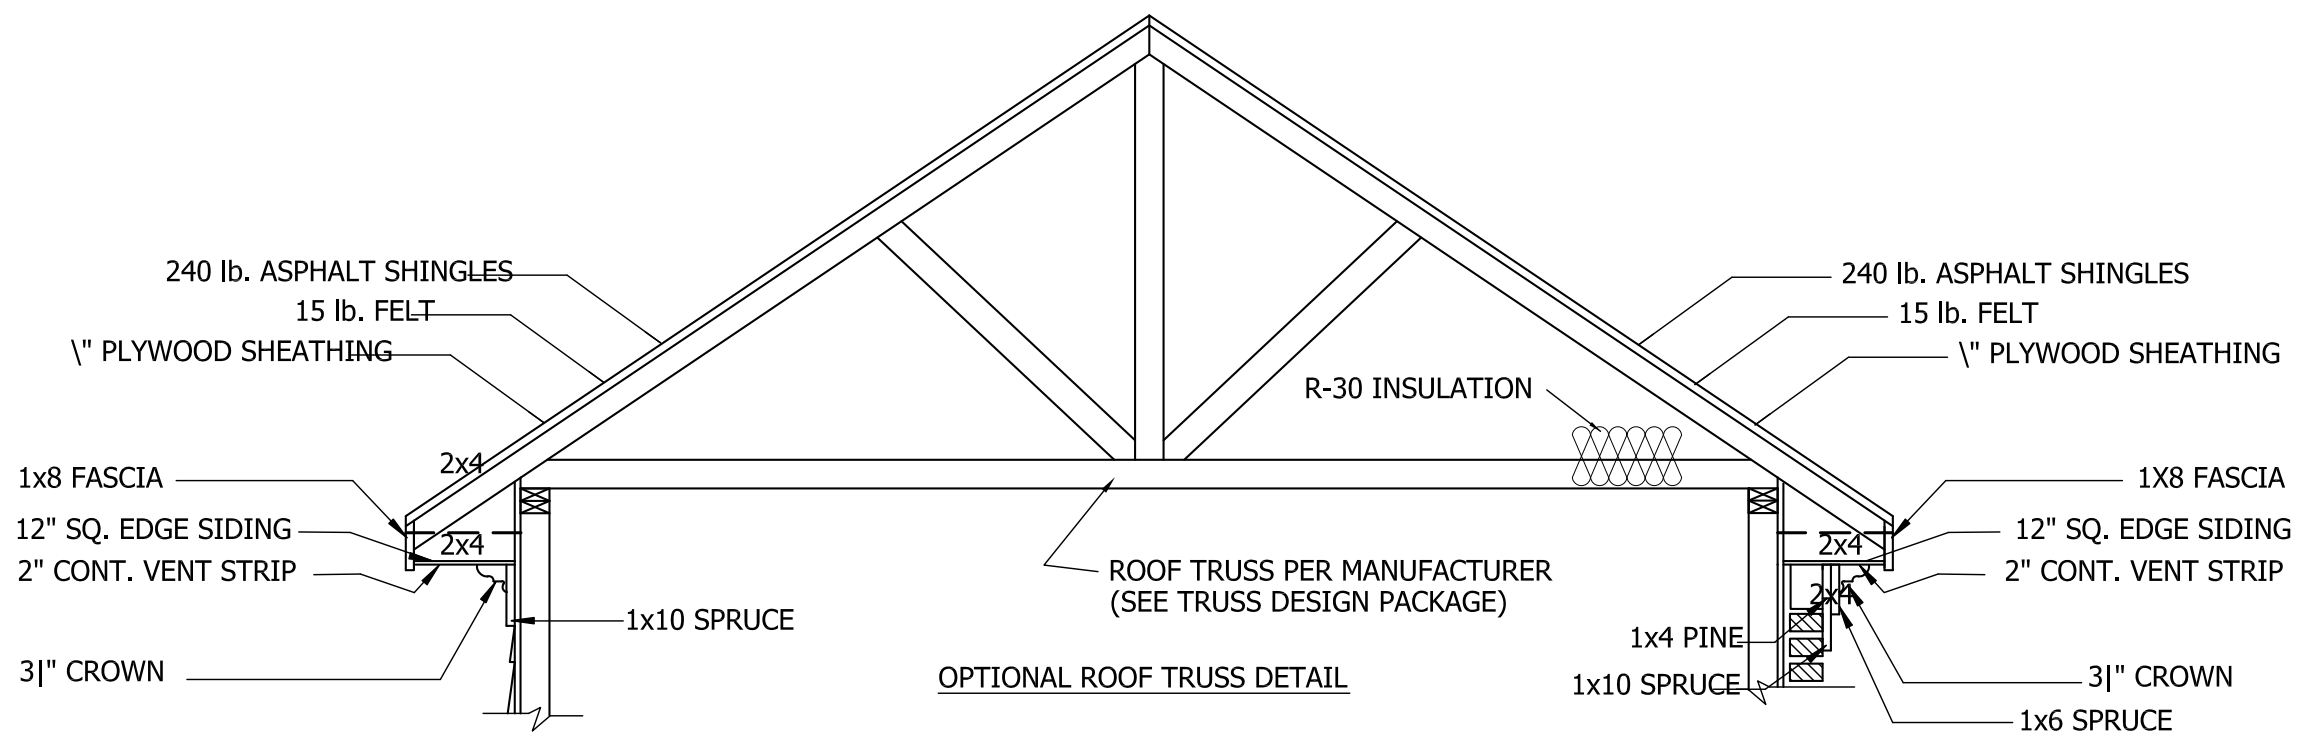 240 lb. ASPHALT SHINGLES
15 lb. FELT
\" PLYWOOD SHEATHING
2x4
1x8 FASCIA
12" SQ. EDGE SIDING
2x4
2" CONT. VENT STRIP
1x10 SPRUCE
3|" CROWN
R-30 INSULATION
ROOF TRUSS PER MANUFACTURER
(SEE TRUSS DESIGN PACKAGE)
OPTIONAL ROOF TRUSS DETAIL
240 lb. ASPHALT SHINGLES
15 lb. FELT
\" PLYWOOD SHEATHING
1X8 FASCIA
12" SQ. EDGE SIDING
2x4
2" CONT. VENT STRIP
2x4
1x4 PINE
1x10 SPRUCE
3|" CROWN
1x6 SPRUCE